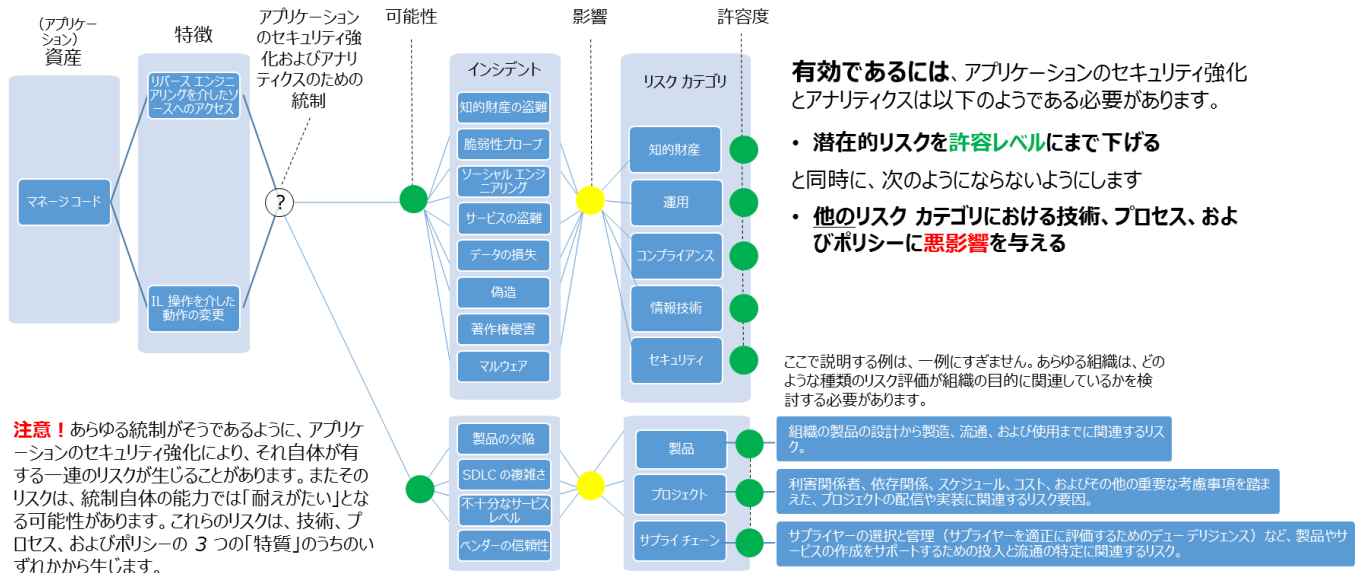 (アプリケー
ション)
資産
特徴
アプリケーション
のセキュリティ強
化およびアナリ
ティクスのための
統制
可能性
影響
許容度
マネージ コード
リバース エンジニ
アリングを介したソ
ースへのアクセス
IL 操作を介した
動作の変更
?
インシデント
知的財産の盗難
脆弱性プローブ
ソーシャル エンジ
ニアリング
サービスの盗難
データの損失
偽造
著作権侵害
マルウェア
リスク カテゴリ
知的財産
運用
コンプライアンス
情報技術
セキュリティ
有効であるには、アプリケーションのセキュリティ強化
とアナリティクスは以下のようである必要があります。
• 潜在的リスクを許容レベルにまで下げる
と同時に、次のようにならないようにします
• 他のリスク カテゴリにおける技術、プロセス、およ
びポリシーに悪影響を与える
ここで説明する例は、一例にすぎません。あらゆる組織は、どの
ような種類のリスク評価が組織の目的に関連しているかを検
討する必要があります。
注意！あらゆる統制がそうであるように、アプリケ
ーションのセキュリティ強化により、それ自体が有
する一連のリスクが生じることがあります。またその
リスクは、統制自体の能力では「耐えがたい」とな
る可能性があります。これらのリスクは、技術、プ
ロセス、およびポリシーの 3 つの「特質」のうちのい
ずれかから生じます。
製品の欠陥
SDLC の複雑さ
不十分なサービス
レベル
ベンダーの信頼性
製品
プロジェクト
サプライ チェーン
組織の製品の設計から製造、流通、および使用までに関連するリス
ク。
利害関係者、依存関係、スケジュール、コスト、およびその他の重要な考慮事項を踏ま
えた、プロジェクトの配信や実装に関連するリスク要因。
サプライヤーの選択と管理（サプライヤーを適正に評価するためのデュー デリジェンス）など、製品やサ
ービスの作成をサポートするための投入と流通の特定に関連するリスク。